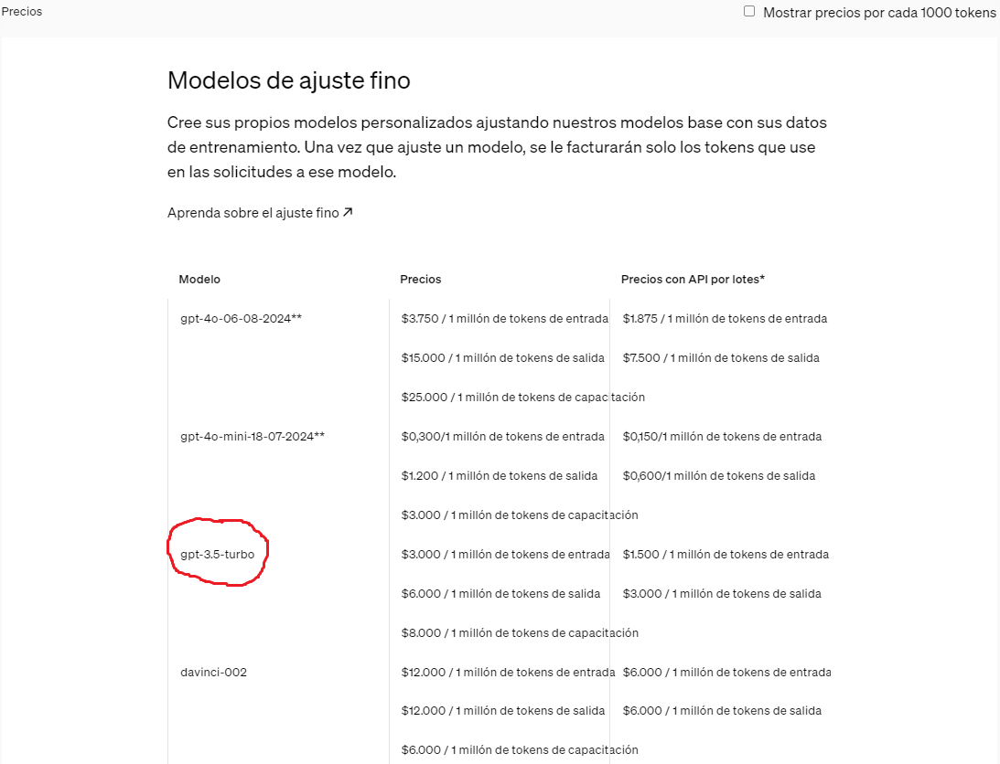 Precios
Mostrar precios por cada 1000 tokens
Modelos de ajuste fino
Cree sus propios modelos personalizados ajustando nuestros modelos base con sus datos
de entrenamiento. Una vez que ajuste un modelo, se le facturarán solo los tokens que use
en las solicitudes a ese modelo.
Aprenda sobre el ajuste fino ↗
Modelo Precios Precios con API por lotes*
gpt-4o-06-08-2024** $3.750 / 1 millón de tokens de entrada $1.875 / 1 millón de tokens de entrada
$15.000 / 1 millón de tokens de salida $7.500 / 1 millón de tokens de salida
$25.000 / 1 millón de tokens de capacitación
gpt-4o-mini-18-07-2024** $0,300/1 millón de tokens de entrada $0,150/1 millón de tokens de entrada
$1.200 / 1 millón de tokens de salida $0,600/1 millón de tokens de salida
$3.000 / 1 millón de tokens de capacitación
gpt-3.5-turbo $3.000 / 1 millón de tokens de entrada $1.500 / 1 millón de tokens de entrada
$6.000 / 1 millón de tokens de salida $3.000 / 1 millón de tokens de salida
$8.000 / 1 millón de tokens de capacitación
davinci-002 $12.000 / 1 millón de tokens de entrada $6.000 / 1 millón de tokens de entrada
$12.000 / 1 millón de tokens de salida $6.000 / 1 millón de tokens de salida
$6.000 / 1 millón de tokens de capacitación